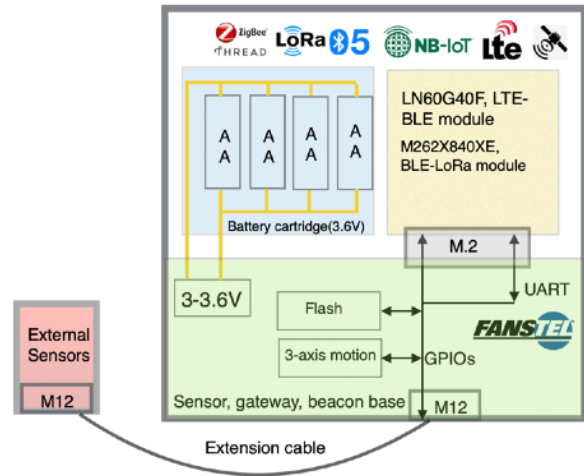 ZigBee
THREAD
LoRa
5
NB-IoT
Lte
A A
A A
A A
A A
Battery cartridge(3.6V)
LN60G40F, LTE-
BLE module
M262X840XE,
BLE-LoRa module
M.2
3-3.6V
UART
Flash
FANSTEL
3-axis motion
GPIOs
Sensor, gateway, beacon base
M12
External
Sensors
M12
Extension cable